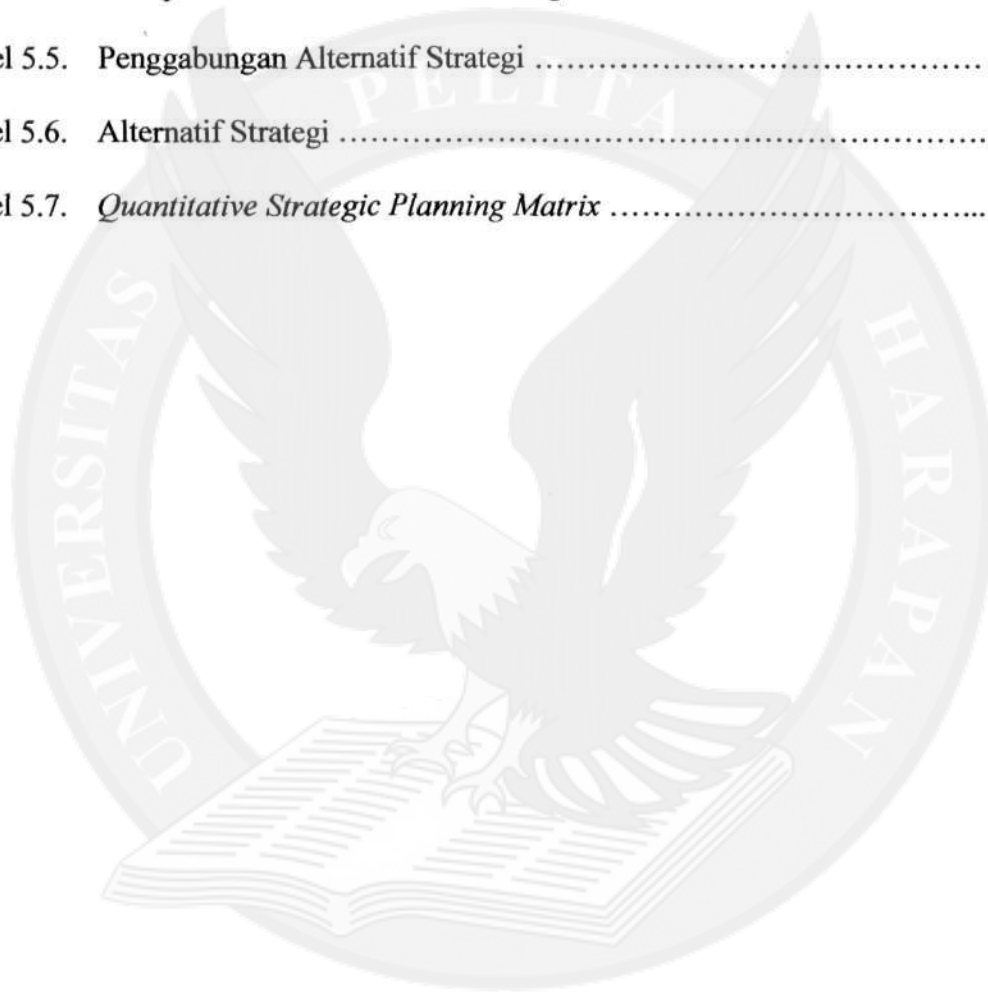 el 5.5. Penggabungan Alternatif Strategi ................................................
el 5.6. Alternatif Strategi ......................................................................
el 5.7. Quantitative Strategic Planning Matrix ......................................
UNIVERSITAS PELITA HARAPAN